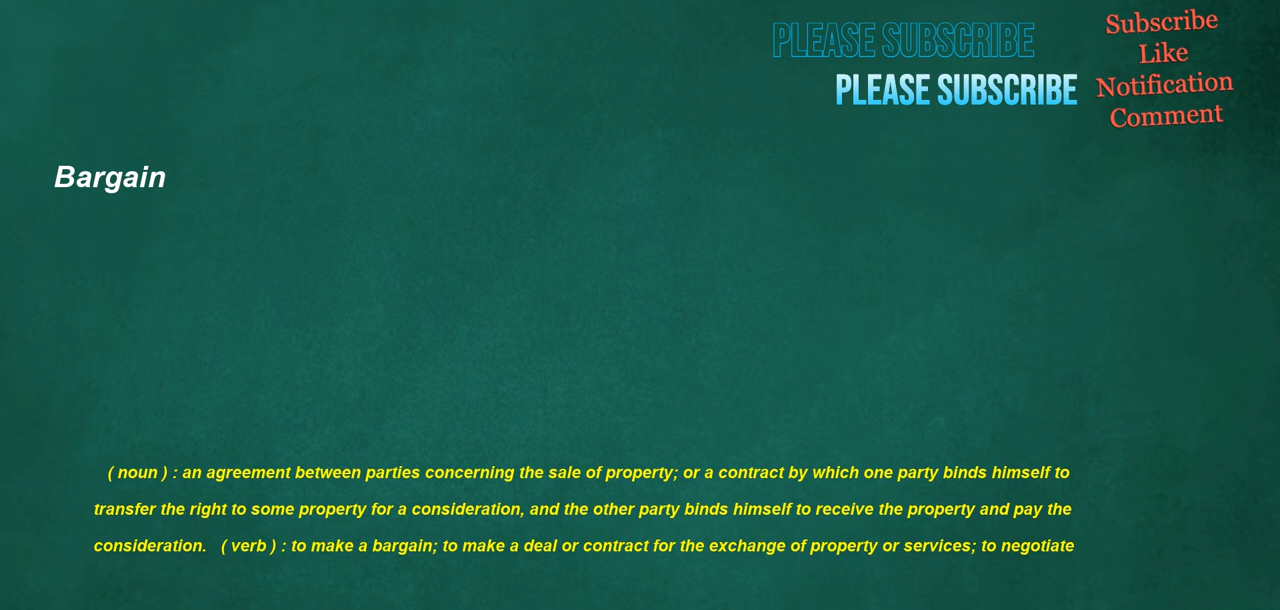 PLEASE SUBSCRIBE
PLEASE SUBSCRIBE
Subscribe
Like
Notification
Comment
Bargain
( noun ) : an agreement between parties concerning the sale of property; or a contract by which one party binds himself to
transfer the right to some property for a consideration, and the other party binds himself to receive the property and pay the
consideration. ( verb ) : to make a bargain; to make a deal or contract for the exchange of property or services; to negotiate